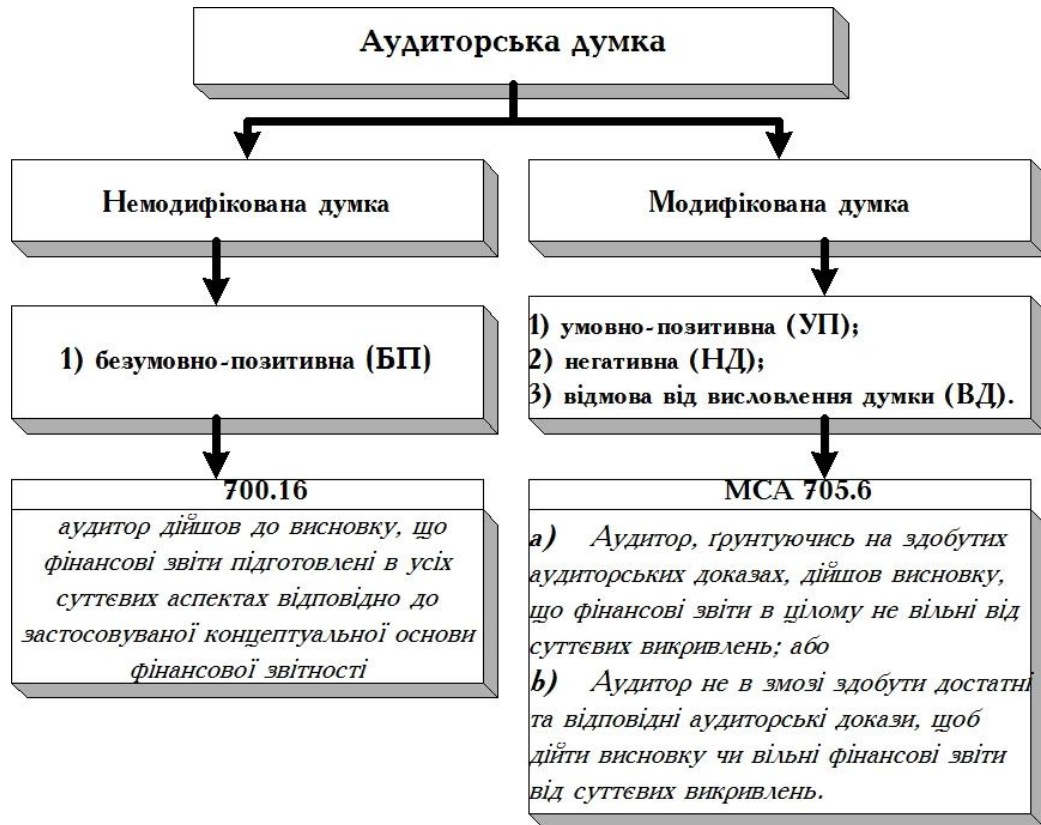 Аудиторська думка
Немодифікована думка
Модифікована думка
1) безумовно-позитивна (БП)
1) умовно-позитивна (УП);
2) негативна (НД);
3) відмова від висловлення думки (ВД).
700.16
аудитор дійшов до висновку, що
фінансові звіти підготовлені в усіх
суттєвих аспектах відповідно до
застосовуваної концептуальної основи
фінансової звітності
МСА 705.6
а) Аудитор, ґрунтуючись на здобутих
аудиторських доказах, дійшов висновку,
що фінансові звіти в цілому не вільні від
суттєвих викривлень; або
b) Аудитор не в змозі здобути достатні
та відповідні аудиторські докази, щоб
дійти висновку чи вільні фінансові звіти
від суттєвих викривлень.